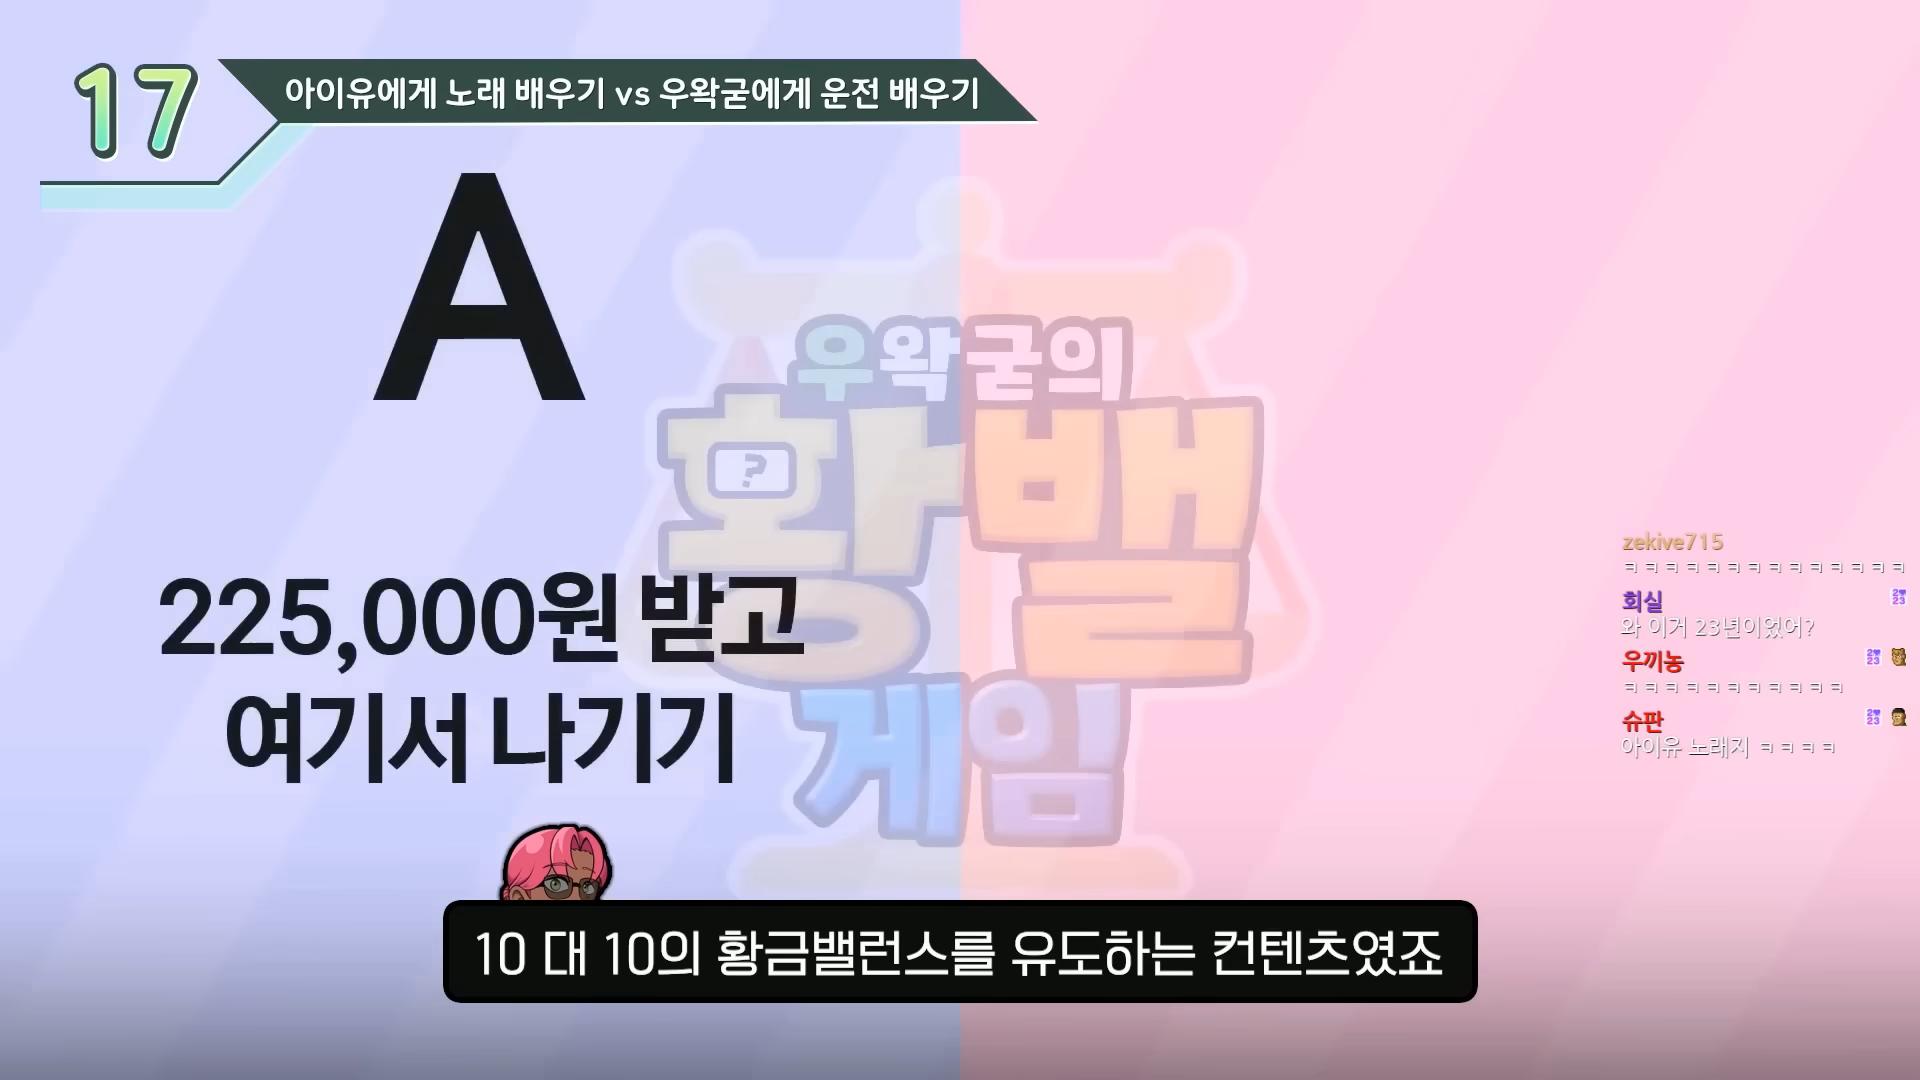 17
아이유에게 노래 배우기 vs 우왁굳에게 운전 배우기
A
우왁굳의
황밸
?
게임
225,000원 받고
여기서 나기기
zekive715
ㅋㅋㅋㅋㅋㅋㅋㅋㅋㅋㅋㅋㅋㅋ
회실
와 이거 23년이었어?
우끼농
ㅋㅋㅋㅋㅋㅋㅋㅋㅋㅋㅋ
슈판
아이유 노래지 ㅋㅋㅋㅋ
10 대 10의 황금밸런스를 유도하는 컨텐츠였죠